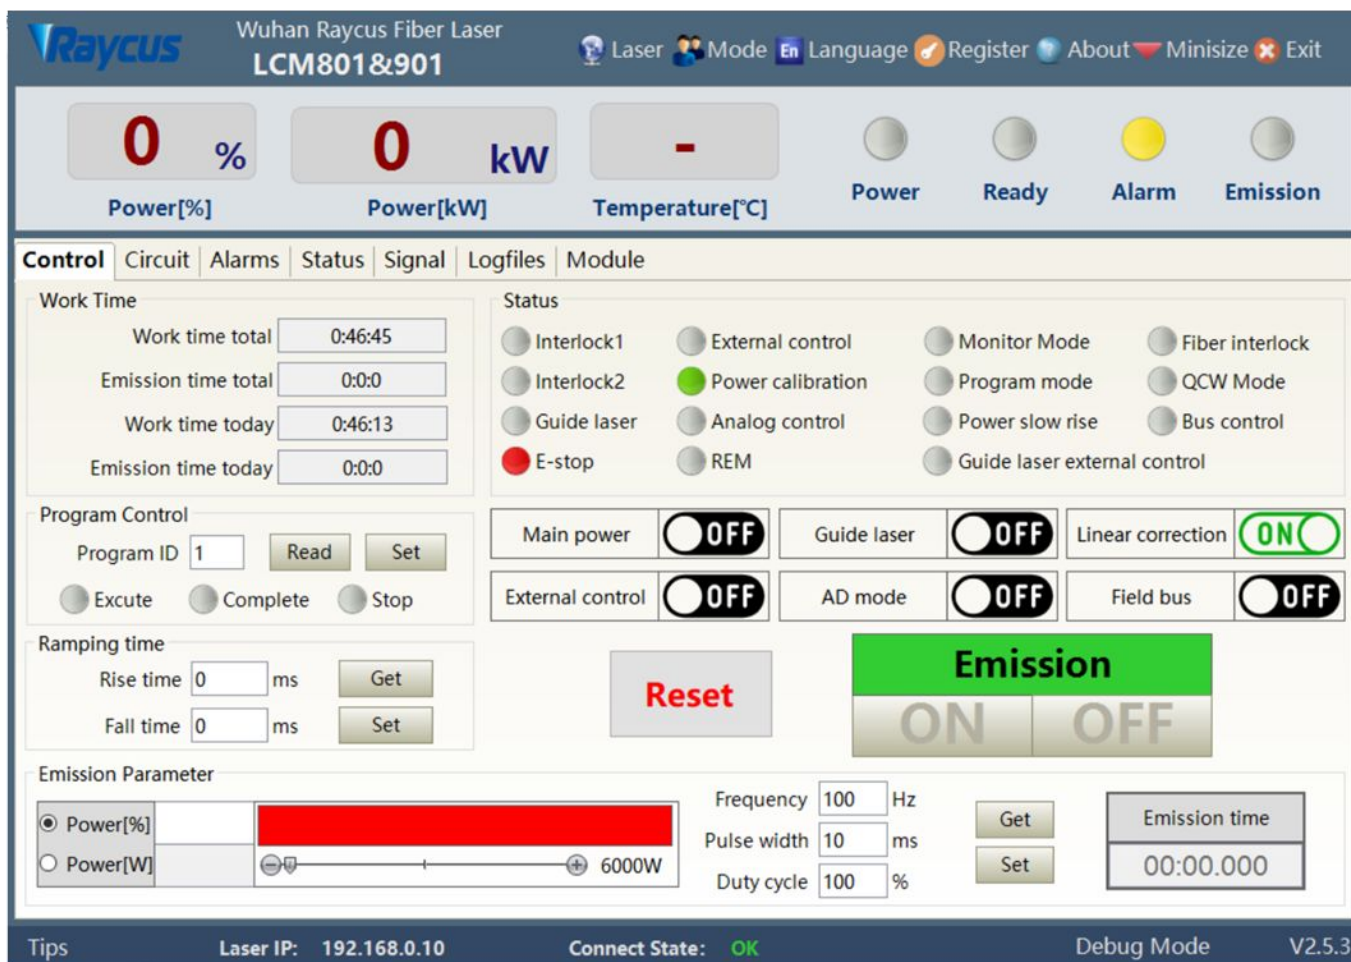 Raycus
Wuhan Raycus Fiber Laser
LCM801&901
Laser Mode En Language Register About Minisize Exit
0 % 0 kW -
Power[%] Power[kW] Temperature[℃] Power Ready Alarm Emission
Control Circuit Alarms Status Signal Logfiles Module
Work Time
Work time total 0:46:45
Emission time total 0:0:0
Work time today 0:46:13
Emission time today 0:0:0
Status
Interlock1 External control Monitor Mode Fiber interlock
Interlock2 Power calibration Program mode QCW Mode
Guide laser Analog control Power slow rise Bus control
E-stop REM Guide laser external control
Program Control
Program ID 1 Read Set
Excute Complete Stop
Main power OFF Guide laser OFF Linear correction ON
External control OFF AD mode OFF Field bus OFF
Ramping time
Rise time 0 ms Get
Fall time 0 ms Set
Reset
Emission
ON OFF
Emission Parameter
Power[%]
Power[W] 6000W
Frequency 100 Hz
Pulse width 10 ms
Duty cycle 100 %
Get
Set
Emission time
00:00.000
Tips Laser IP: 192.168.0.10 Connect State: OK Debug Mode V2.5.3